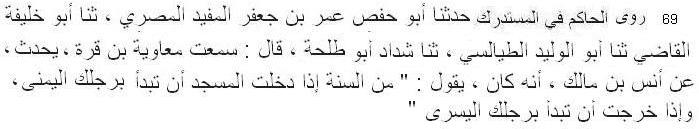 69 روى الحاكم في المستدرك حدثنا أبو حفص عمر بن جعفر المفيد المصري ، ثنا أبو خليفة
القاضي ثنا أبو الوليد الطيالسي ، ثنا شداد أبو طلحة ، قال : سمعت معاوية بن قرة ، يحدث ،
عن أنس بن مالك ، أنه كان ، يقول : " من السنة إذا دخلت المسجد أن تبدأ برجلك اليمنى ،
وإذا خرجت أن تبدأ برجلك اليسرى "